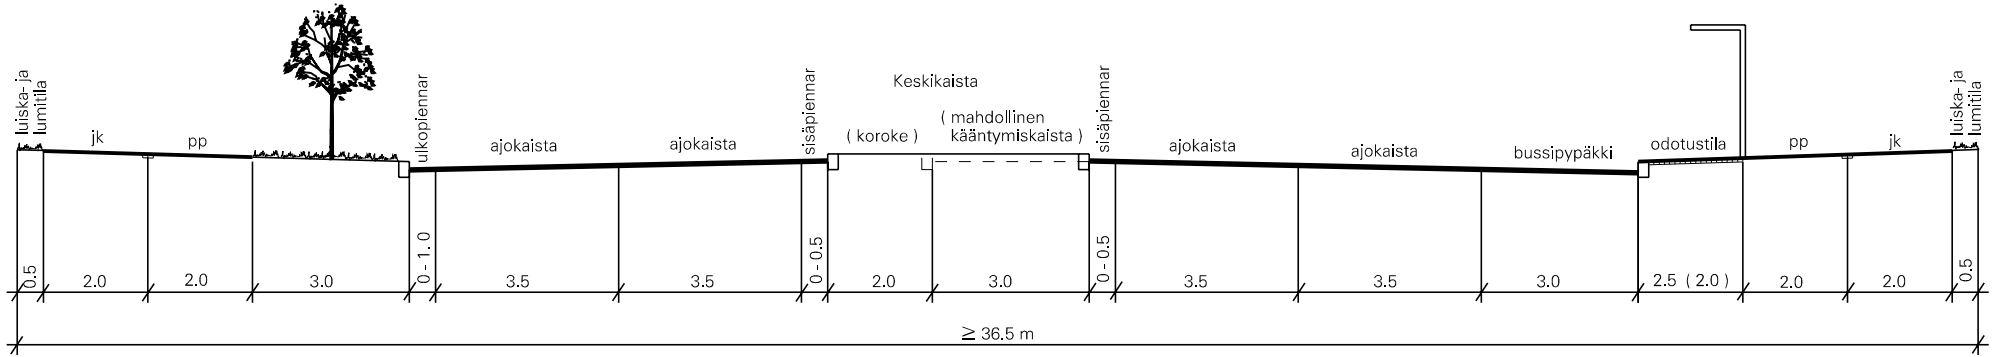 luiska- ja
lumitila
jk
pp
ulkopiennar
ajokaista
ajokaista
sisäpiennar
Keskikaista
( koroke )
( mahdollinen
kääntymiskaista )
sisäpiennar
ajokaista
ajokaista
bussipypäkki
odotustila
pp
jk
luiska- ja
lumitila
0.5
2.0
2.0
3.0
0 - 1. 0
3.5
3.5
0 - 0.5
2.0
3.0
0 - 0.5
3.5
3.5
3.0
2.5 ( 2.0 )
2.0
2.0
0.5
≥ 36.5 m